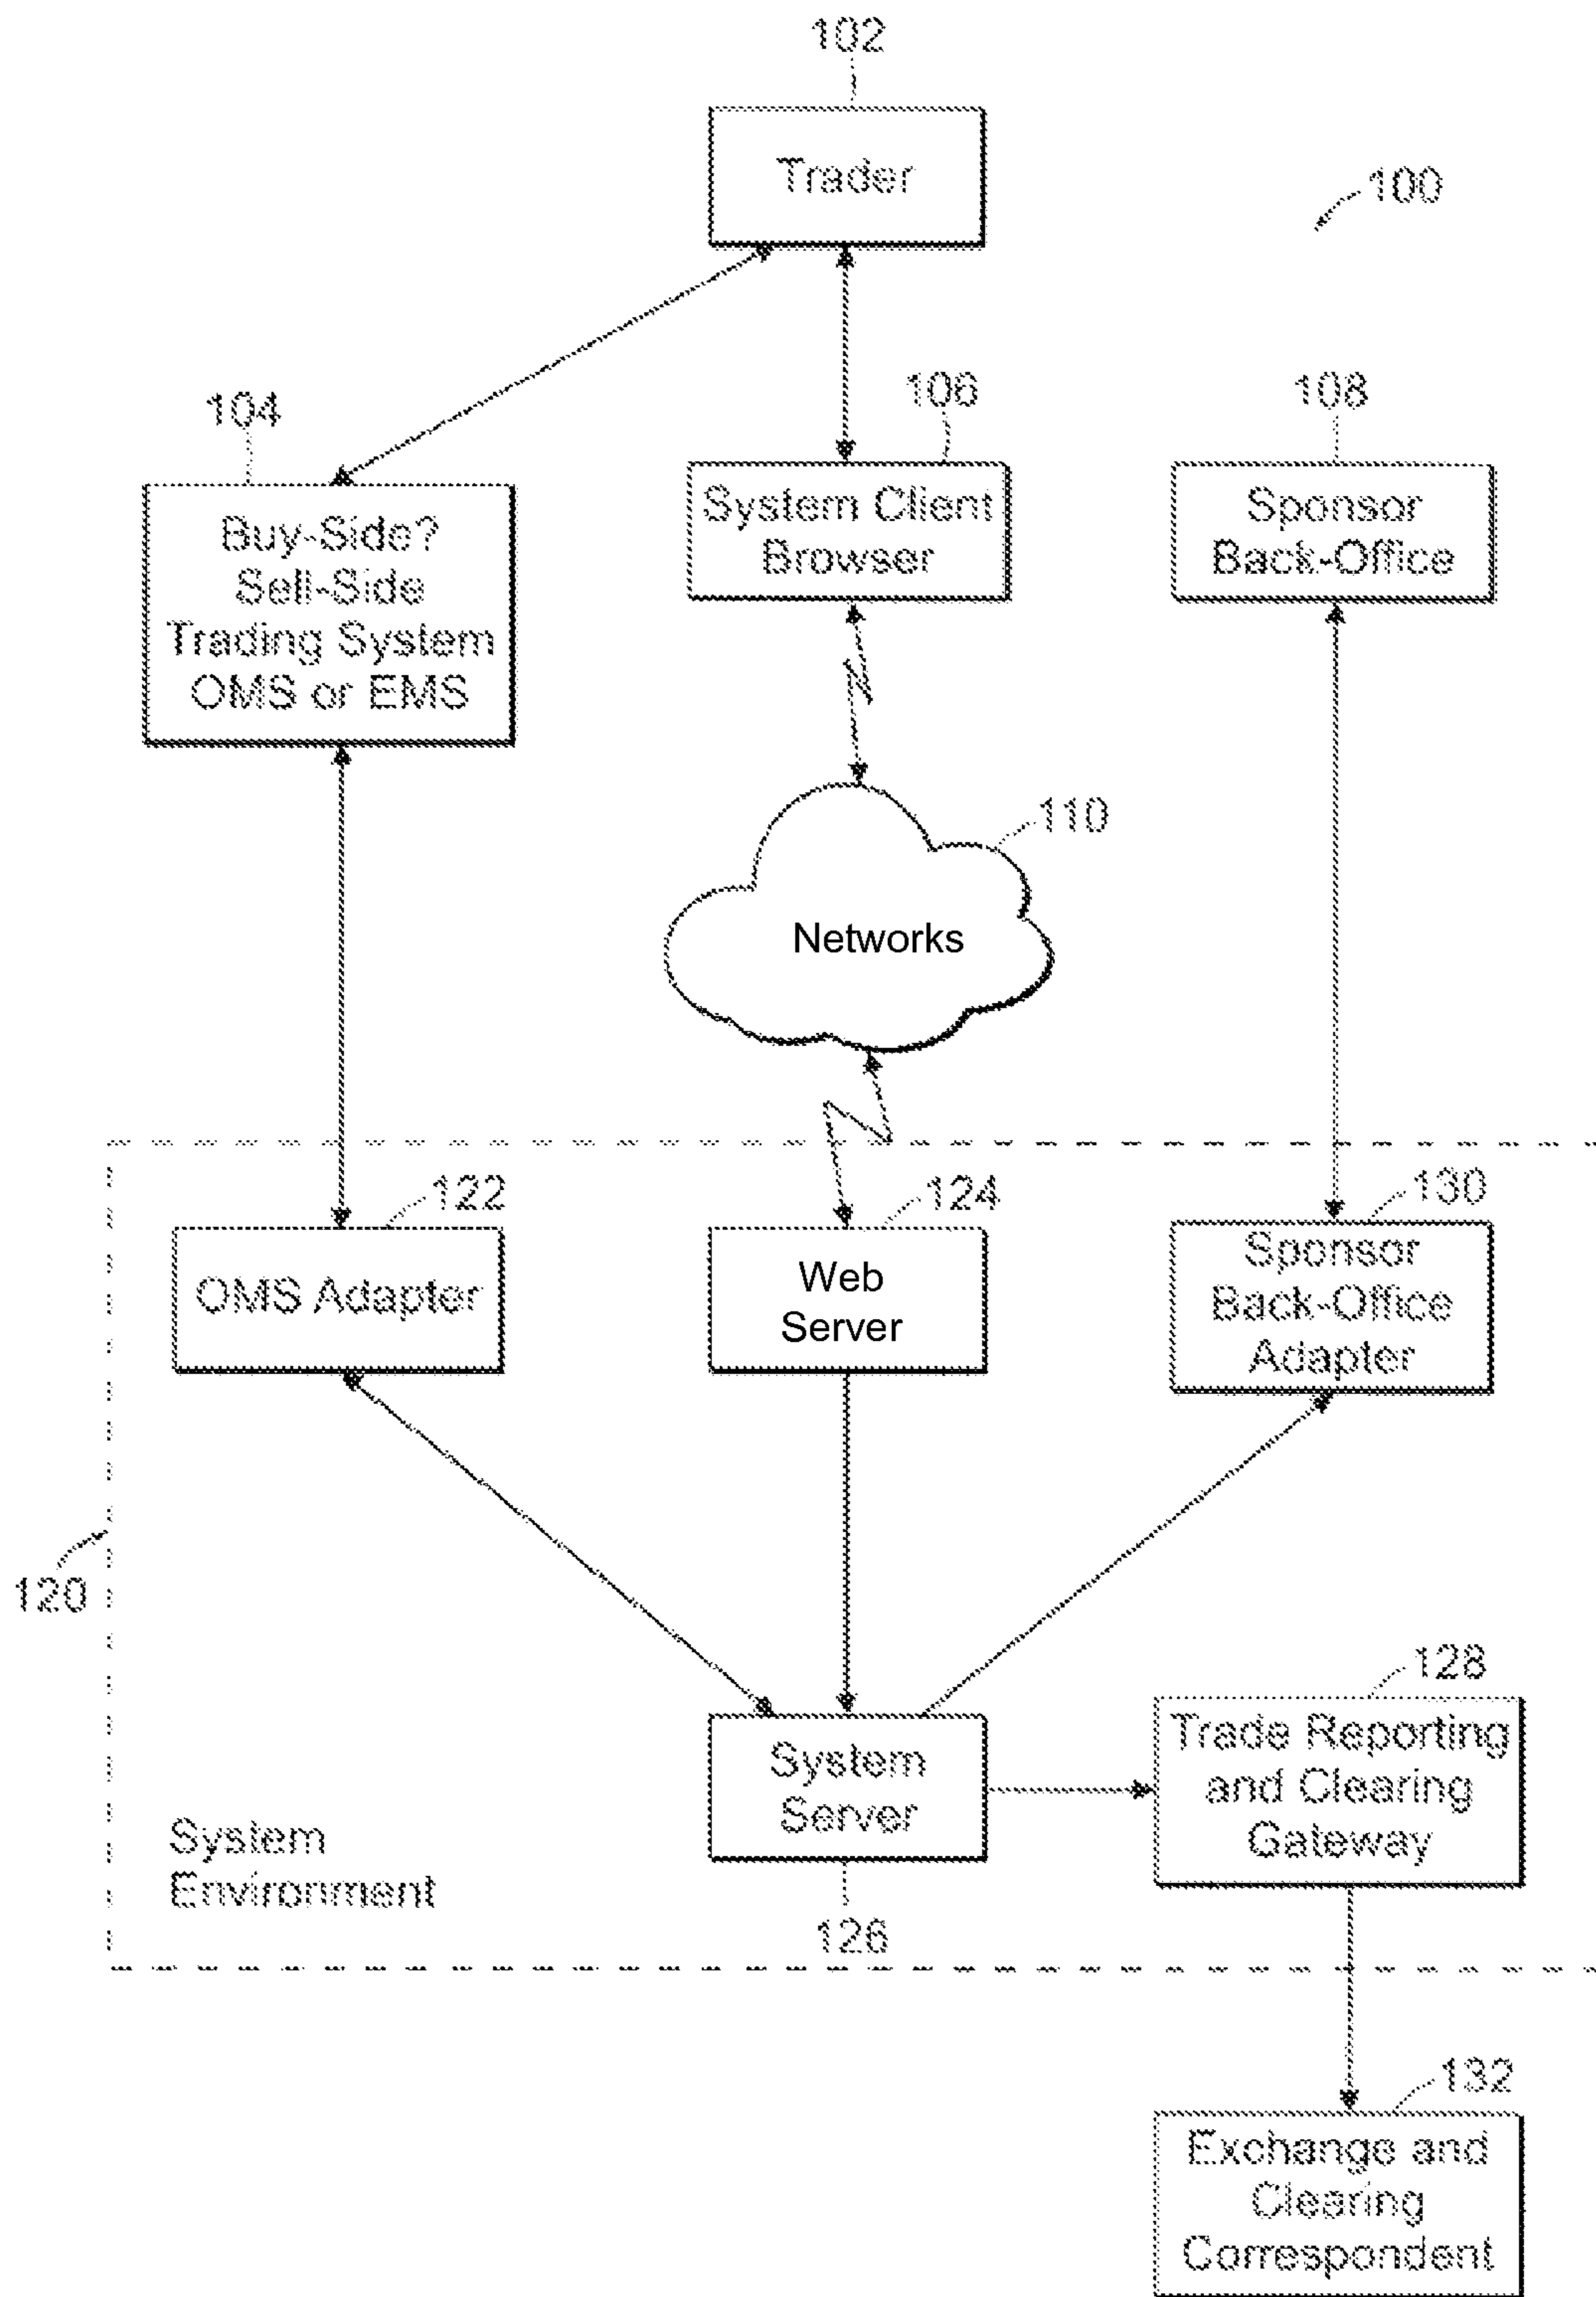 102
Trader
100
104
106
108
Buy-Side?
Sell-Side
Trading System
OMS or EMS
System Client
Browser
Sponsor
Back-Office
110
Networks
122
124
130
OMS Adapter
Web
Server
Sponsor
Back-Office
Adapter
120
128
System
Server
Trade Reporting
and Clearing
Gateway
System
Environment
126
132
Exchange and
Clearing
Correspondent